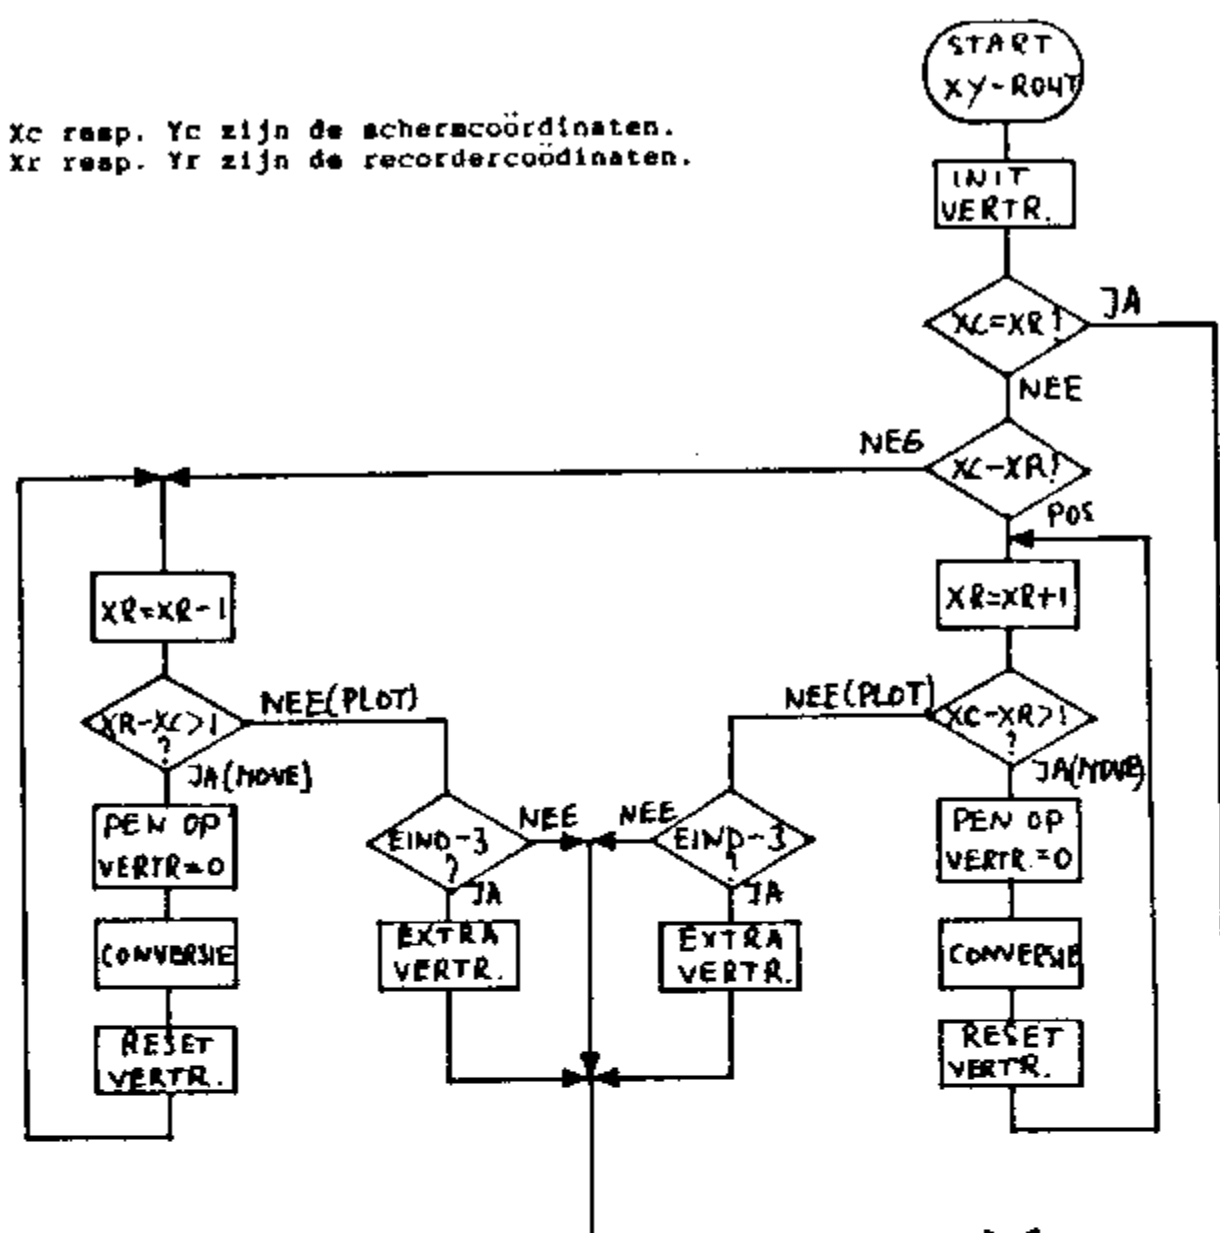 START
XY-ROUT
Xc resp. Yc zijn de schermcoördinaten.
Xr resp. Yr zijn de recordercoödinaten.
INIT
VERTR.
XC=XR?
JA
NEE
NEG
XC-XR?
POS
XR=XR-1
XR=XR+1
XR-XC>1
?
NEE(PLOT)
JA(MOVE)
NEE(PLOT)
XC-XR>1
?
JA(MOVE)
PEN OP
VERTR=0
EIND-3
?
NEE
JA
NEE
EIND-3
?
JA
PEN OP
VERTR.=0
CONVERSIE
EXTRA
VERTR.
EXTRA
VERTR.
CONVERSIE
RESET
VERTR.
RESET
VERTR.